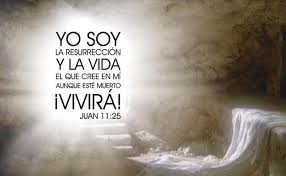 YO SOY
LA RESURRECCIÓN
Y LA VIDA
EL QUE CREE EN MÍ
AUNQUE ESTÉ MUERTO
¡VIVIRÁ!
JUAN 11:25